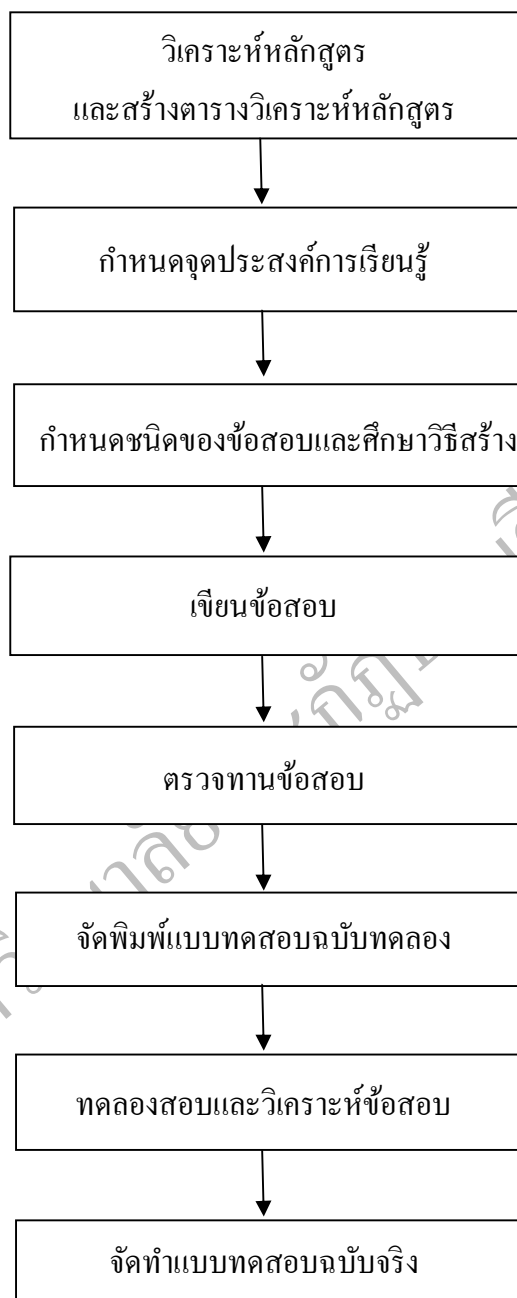 วิเคราะห์หลักสูตร
และสร้างตารางวิเคราะห์หลักสูตร
กำหนดจุดประสงค์การเรียนรู้
กำหนดชนิดของข้อสอบและศึกษาวิธีสร้าง
เขียนข้อสอบ
ตรวจทานข้อสอบ
จัดพิมพ์แบบทดสอบฉบับทดลอง
ทดลองสอบและวิเคราะห์ข้อสอบ
จัดทำแบบทดสอบฉบับจริง